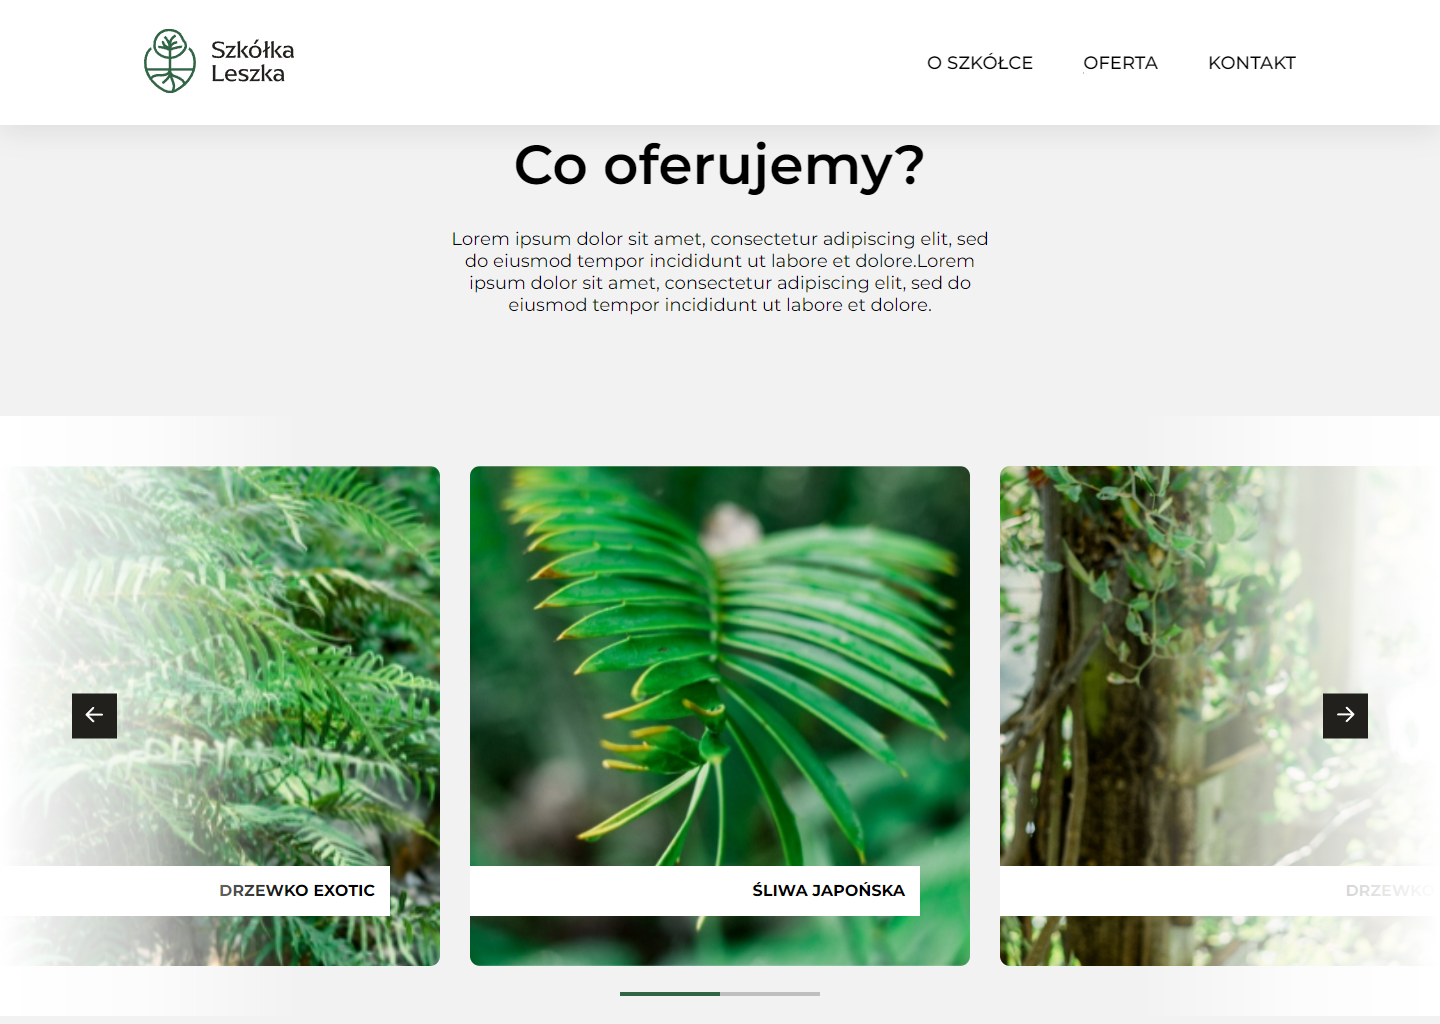 Szkółka
Leszka
O SZKÓŁCE
OFERTA
KONTAKT
Co oferujemy?
Lorem ipsum dolor sit amet, consectetur adipiscing elit, sed
do eiusmod tempor incididunt ut labore et dolore.Lorem
ipsum dolor sit amet, consectetur adipiscing elit, sed do
eiusmod tempor incididunt ut labore et dolore.
DRZEWKO EXOTIC
ŚLIWA JAPOŃSKA
DRZEWKO